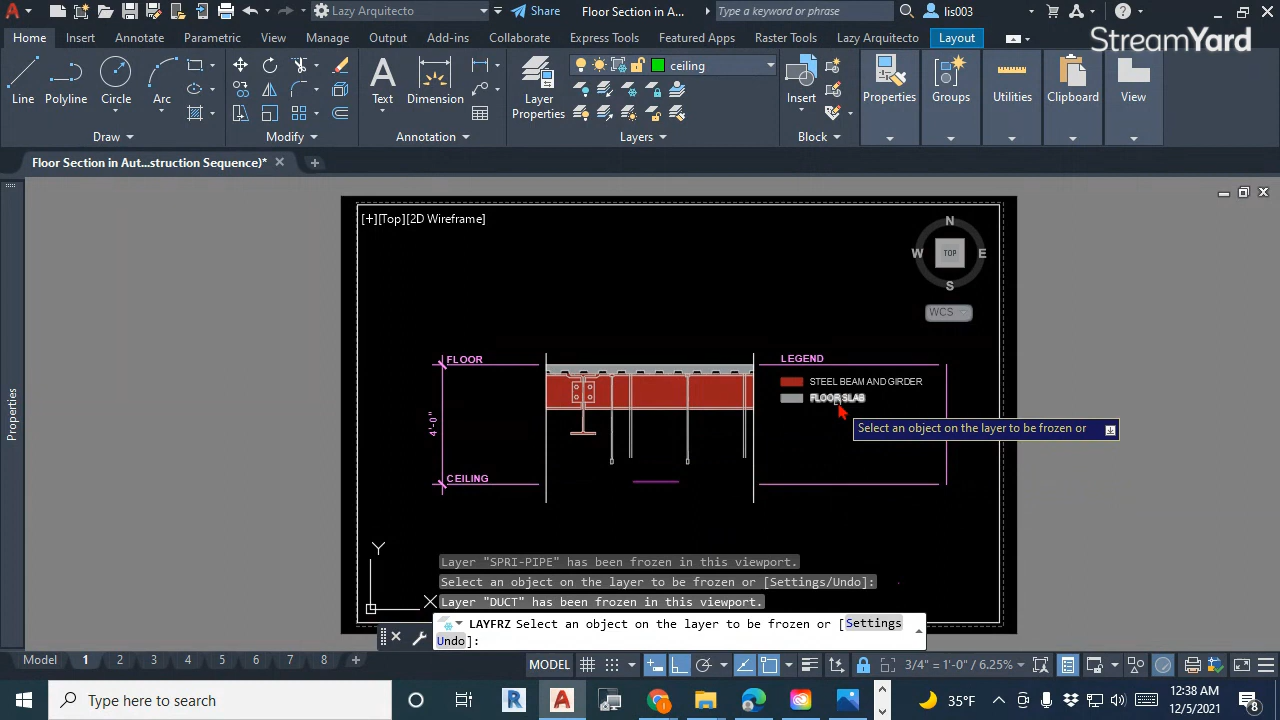 Lazy Arquitecto
Share
Floor Section in A...
Type a keyword or phrase
lis003
StreamYard
Home Insert Annotate Parametric View Manage Output Add-ins Collaborate Express Tools Featured Apps Raster Tools Lazy Arquitecto Layout
ceiling
Line Polyline Circle Arc
Text Dimension
Layer
Properties
Insert
Properties Groups Utilities Clipboard View
Draw Modify Annotation Layers Block
Floor Section in Aut...struction Sequence)*
[+][Top][2D Wireframe]
N
W TOP E
S
WCS
FLOOR
LEGEND
STEEL BEAM AND GIRDER
FLOOR SLAB
4'-0"
Select an object on the layer to be frozen or
CEILING
Properties
Y
X
Layer "SPRI-PIPE" has been frozen in this viewport.
Select an object on the layer to be frozen or [Settings/Undo]:
Layer "DUCT" has been frozen in this viewport.
LAYFRZ Select an object on the layer to be frozen or [Settings
Undo]:
Model 1 2 3 4 5 6 7 8
MODEL
3/4" = 1'-0" / 6.25%
Type here to search
35°F
12:38 AM
12/5/2021